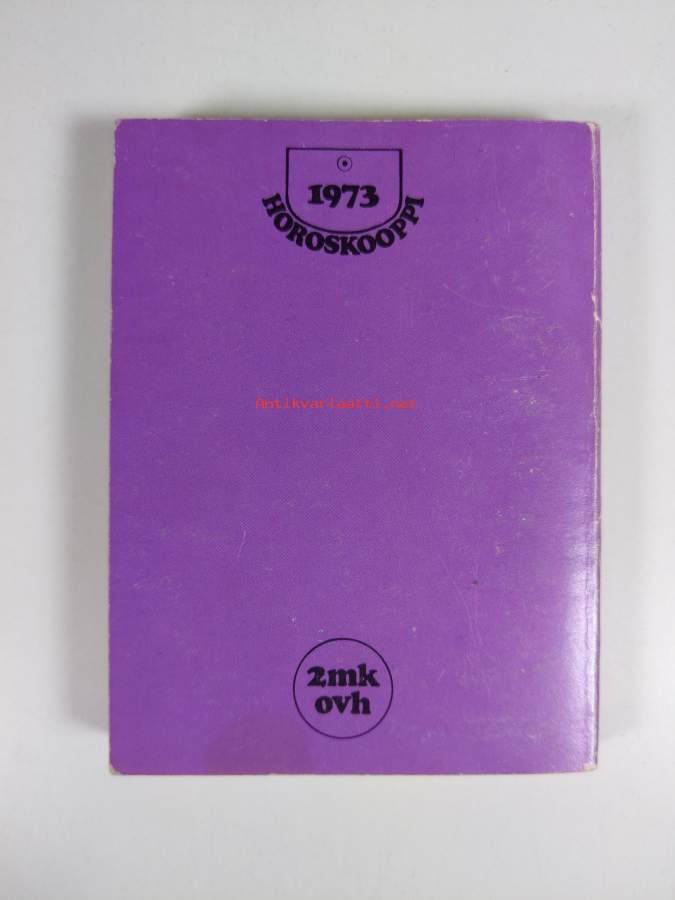 1973
HOROSKOOPPI
Antikvariaatti.net
2mk
ovh